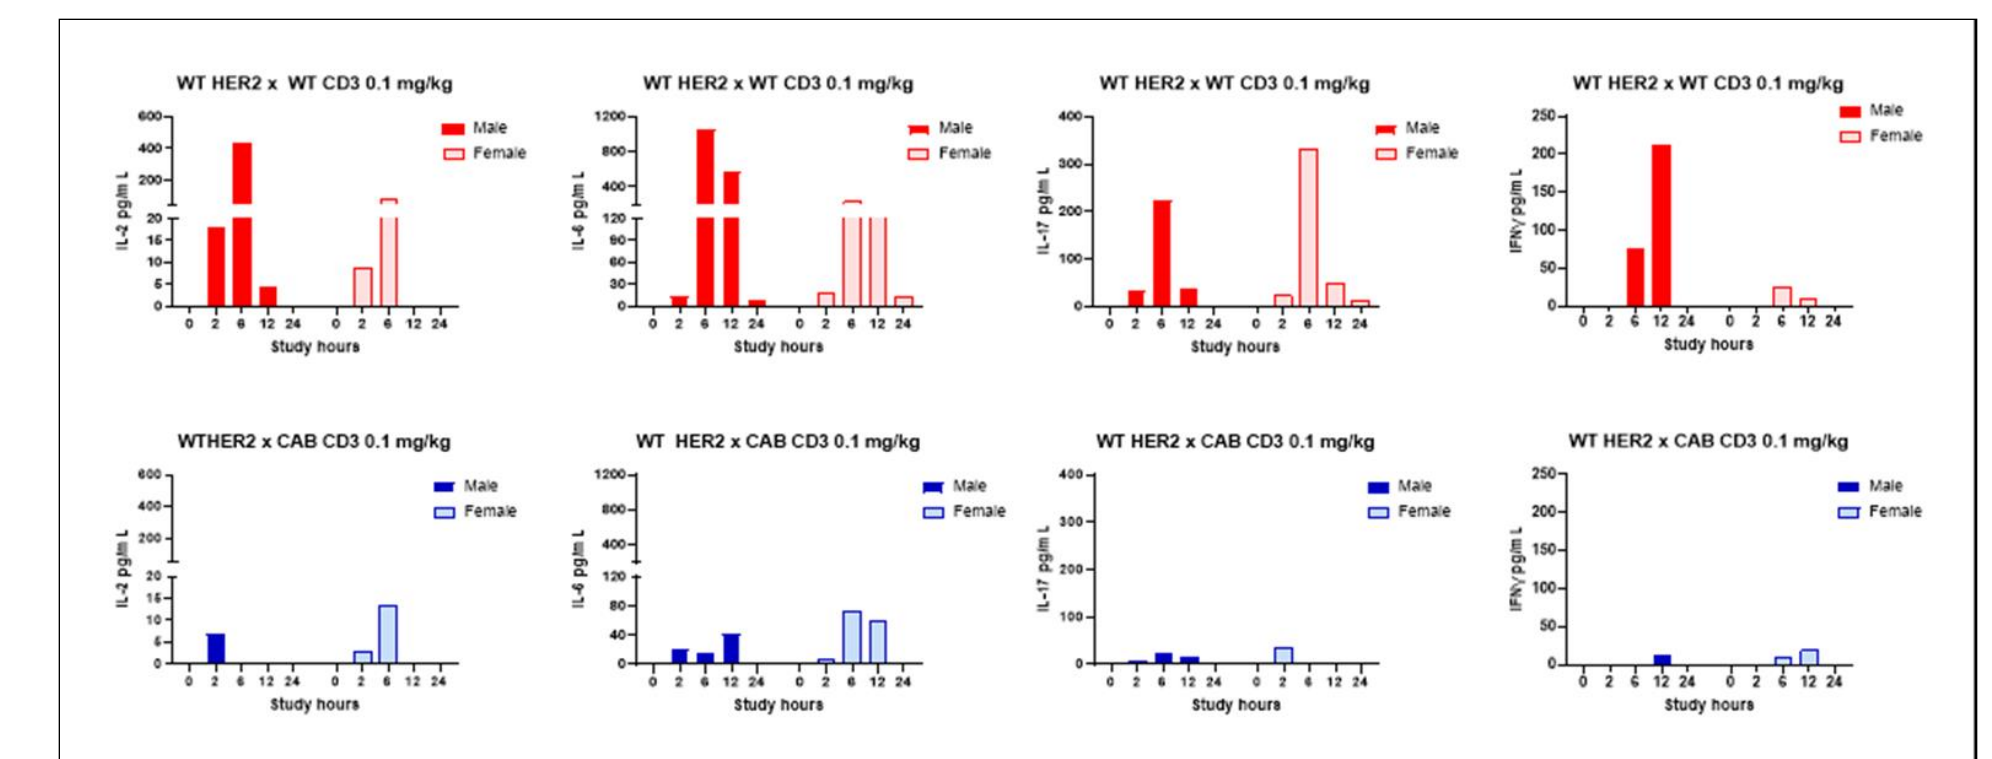 WT HER2 x WT CD3 0.1 mg/kg
600
400
200
20
15
10
5
0
IL-2 pg/m L
0 2 6 12 24 0 2 6 12 24
Study hours
Male
Female
WT HER2 x WT CD3 0.1 mg/kg
1200
800
400
120
90
60
30
0
IL-6 pg/m L
0 2 6 12 24 0 2 6 12 24
Study hours
Male
Female
WT HER2 x WT CD3 0.1 mg/kg
400
300
200
100
0
IL-17 pg/m L
0 2 6 12 24 0 2 6 12 24
Study hours
Male
Female
WT HER2 x WT CD3 0.1 mg/kg
250
200
150
100
50
0
IFNγ pg/m L
0 2 6 12 24 0 2 6 12 24
Study hours
Male
Female
WTHER2 x CAB CD3 0.1 mg/kg
600
400
200
20
15
10
5
0
IL-2 pg/m L
0 2 6 12 24 0 2 6 12 24
Study hours
Male
Female
WT HER2 x CAB CD3 0.1 mg/kg
1200
800
400
120
80
40
0
IL-6 pg/m L
0 2 6 12 24 0 2 6 12 24
Study hours
Male
Female
WT HER2 x CAB CD3 0.1 mg/kg
400
300
200
100
0
IL-17 pg/m L
0 2 6 12 24 0 2 6 12 24
Study hours
Male
Female
WT HER2 x CAB CD3 0.1 mg/kg
250
200
150
100
50
0
IFNγ pg/m L
0 2 6 12 24 0 2 6 12 24
Study hours
Male
Female